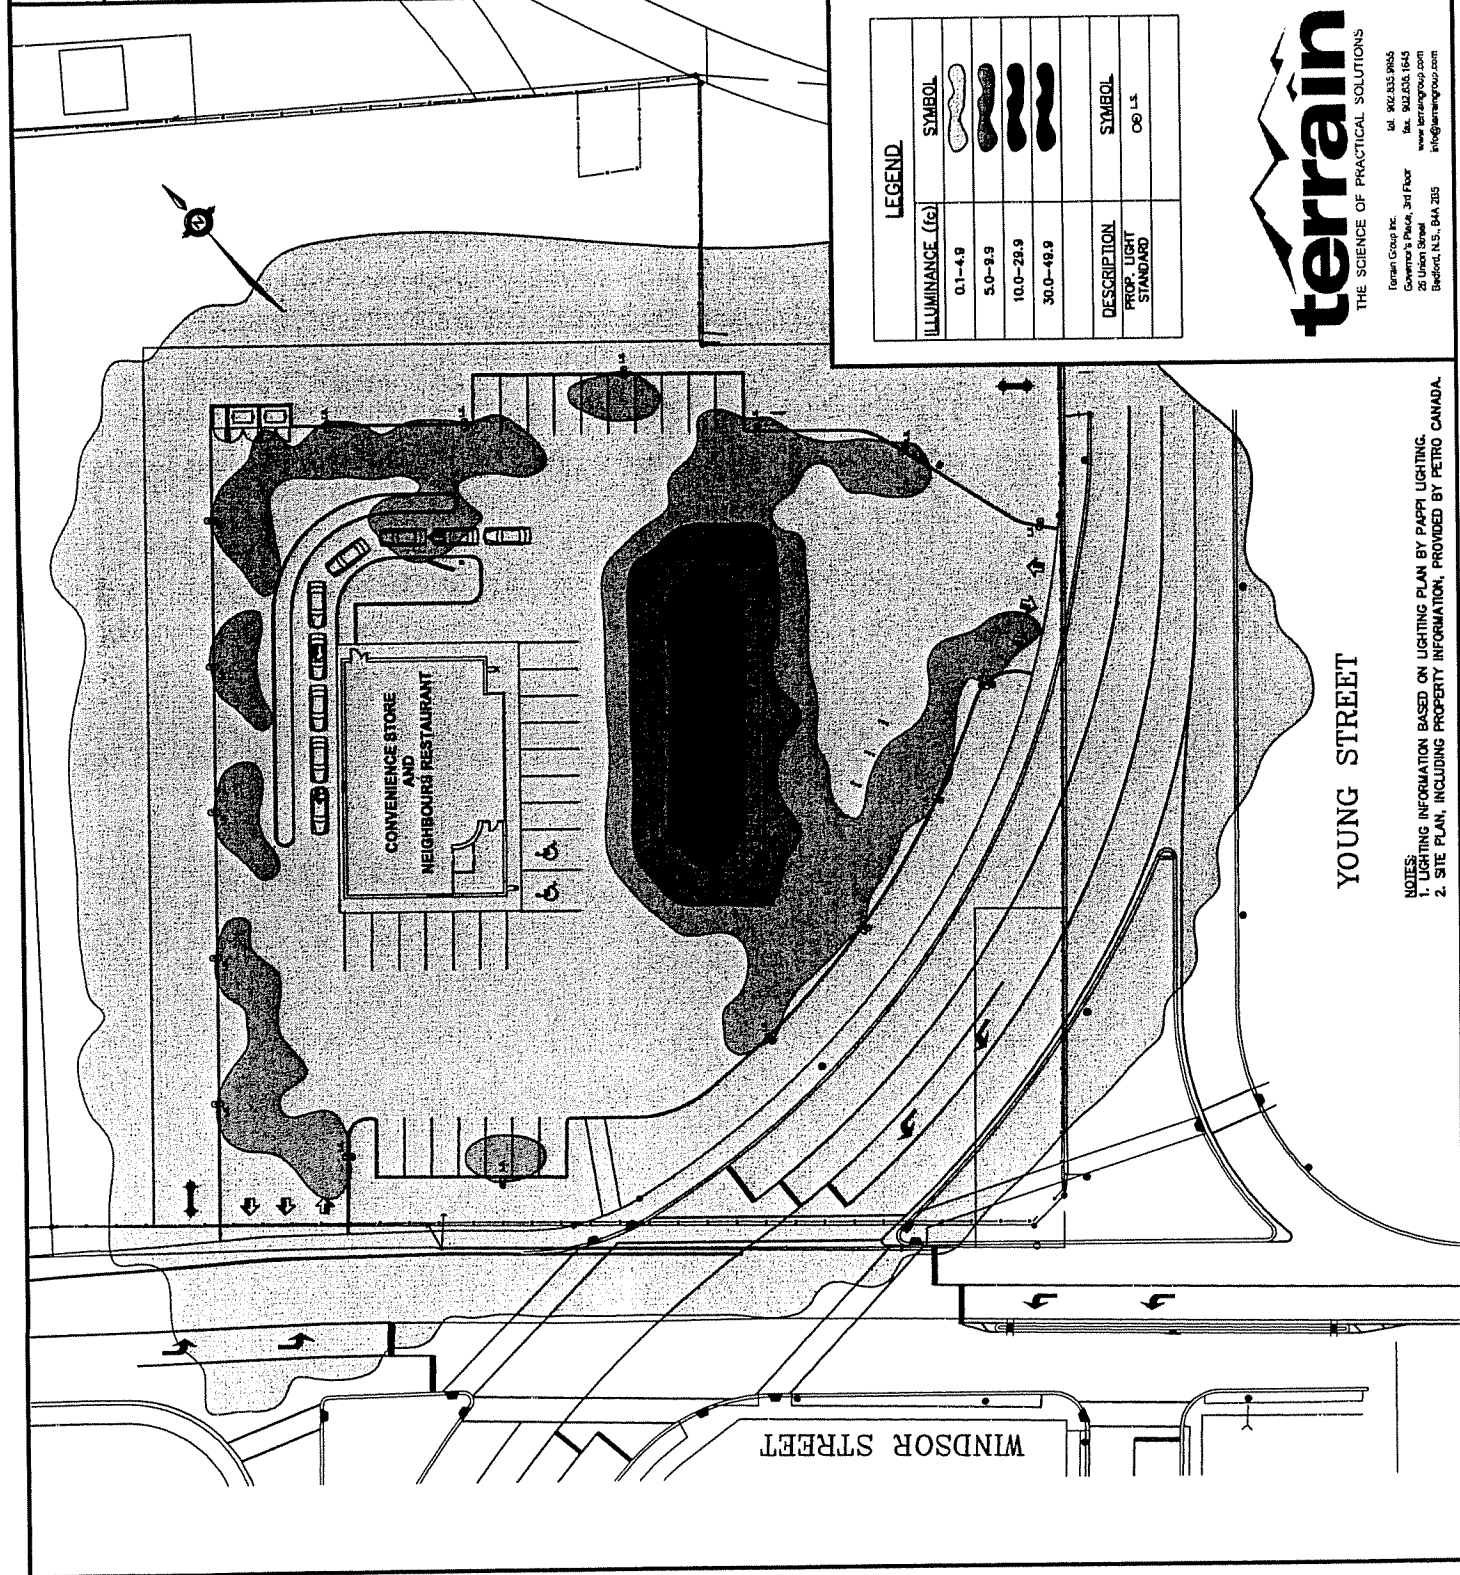 LEGEND
ILLUMINANCE (fc) SYMBOL
0.1-4.9
5.0-9.9
10.0-29.9
30.0-49.9
DESCRIPTION SYMBOL
PROP. LIGHT
STANDARD
L.S.
terrain
THE SCIENCE OF PRACTICAL SOLUTIONS
Terrain Group Inc. tel. 902.835.9955
Governor's Place, 3rd Floor fax. 902.835.1645
26 Union Street www.terraingroup.com
Bedford, N.S., B4A 2B5 info@terraingroup.com
CONVENIENCE STORE
AND
NEIGHBOURS RESTAURANT
YOUNG STREET
WINDSOR STREET
NOTES:
1. LIGHTING INFORMATION BASED ON LIGHTING PLAN BY PAPPI LIGHTING.
2. SITE PLAN, INCLUDING PROPERTY INFORMATION, PROVIDED BY PETRO CANADA.